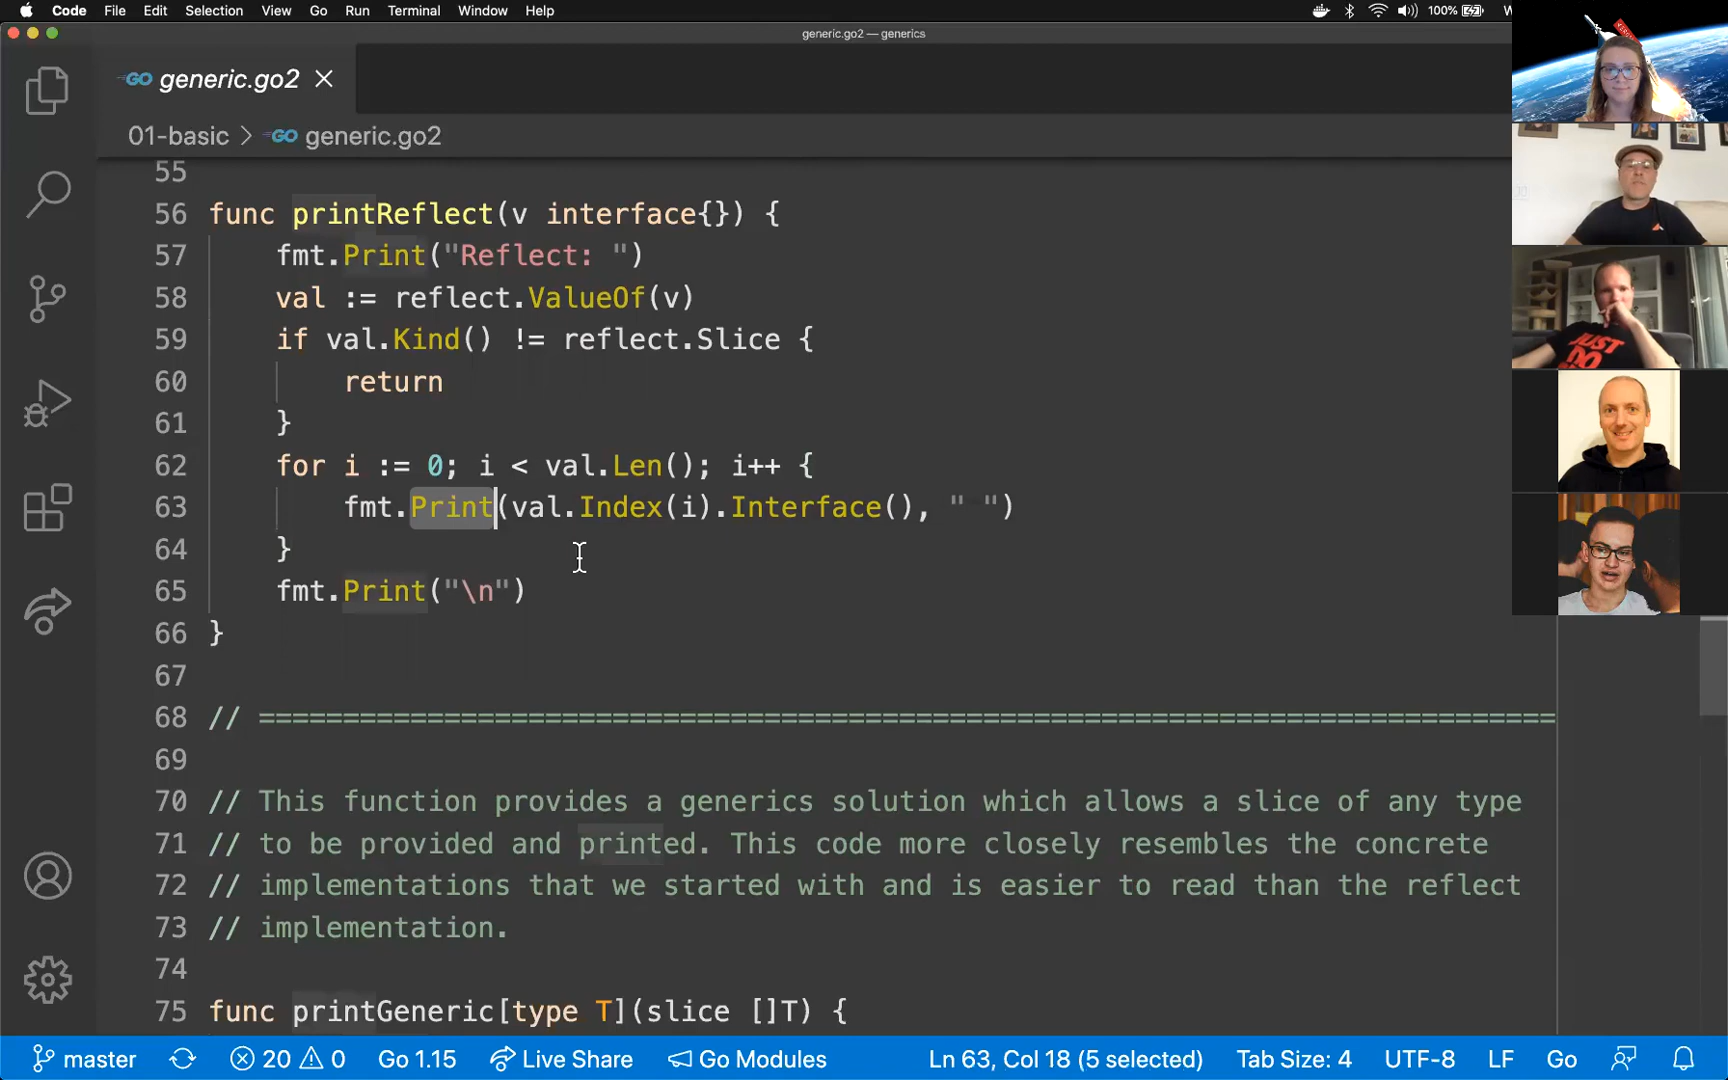 Code File Edit Selection View Go Run Terminal Window Help 100%
generic.go2 — generics
GO generic.go2
01-basic > GO generic.go2
55
56 func printReflect(v interface{}) {
57 fmt.Print("Reflect: ")
58 val := reflect.ValueOf(v)
59 if val.Kind() != reflect.Slice {
60 return
61 }
62 for i := 0; i < val.Len(); i++ {
63 fmt.Print(val.Index(i).Interface(), " ")
64 }
65 fmt.Print("\n")
66 }
67
68 // =============================================================================
69
70 // This function provides a generics solution which allows a slice of any type
71 // to be provided and printed. This code more closely resembles the concrete
72 // implementations that we started with and is easier to read than the reflect
73 // implementation.
74
75 func printGeneric[type T](slice []T) {
master 20 0 Go 1.15 Live Share Go Modules Ln 63, Col 18 (5 selected) Tab Size: 4 UTF-8 LF Go
JUST
DO